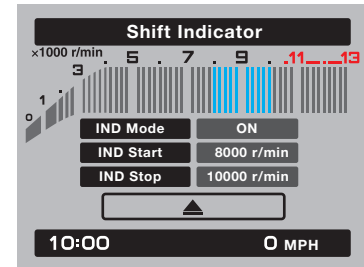 Shift Indicator
×1000 r/min
0 1 3 . 5 . 7 . 9 . 11 . 13
IND Mode ON
IND Start 8000 r/min
IND Stop 10000 r/min
10:00 0 MPH